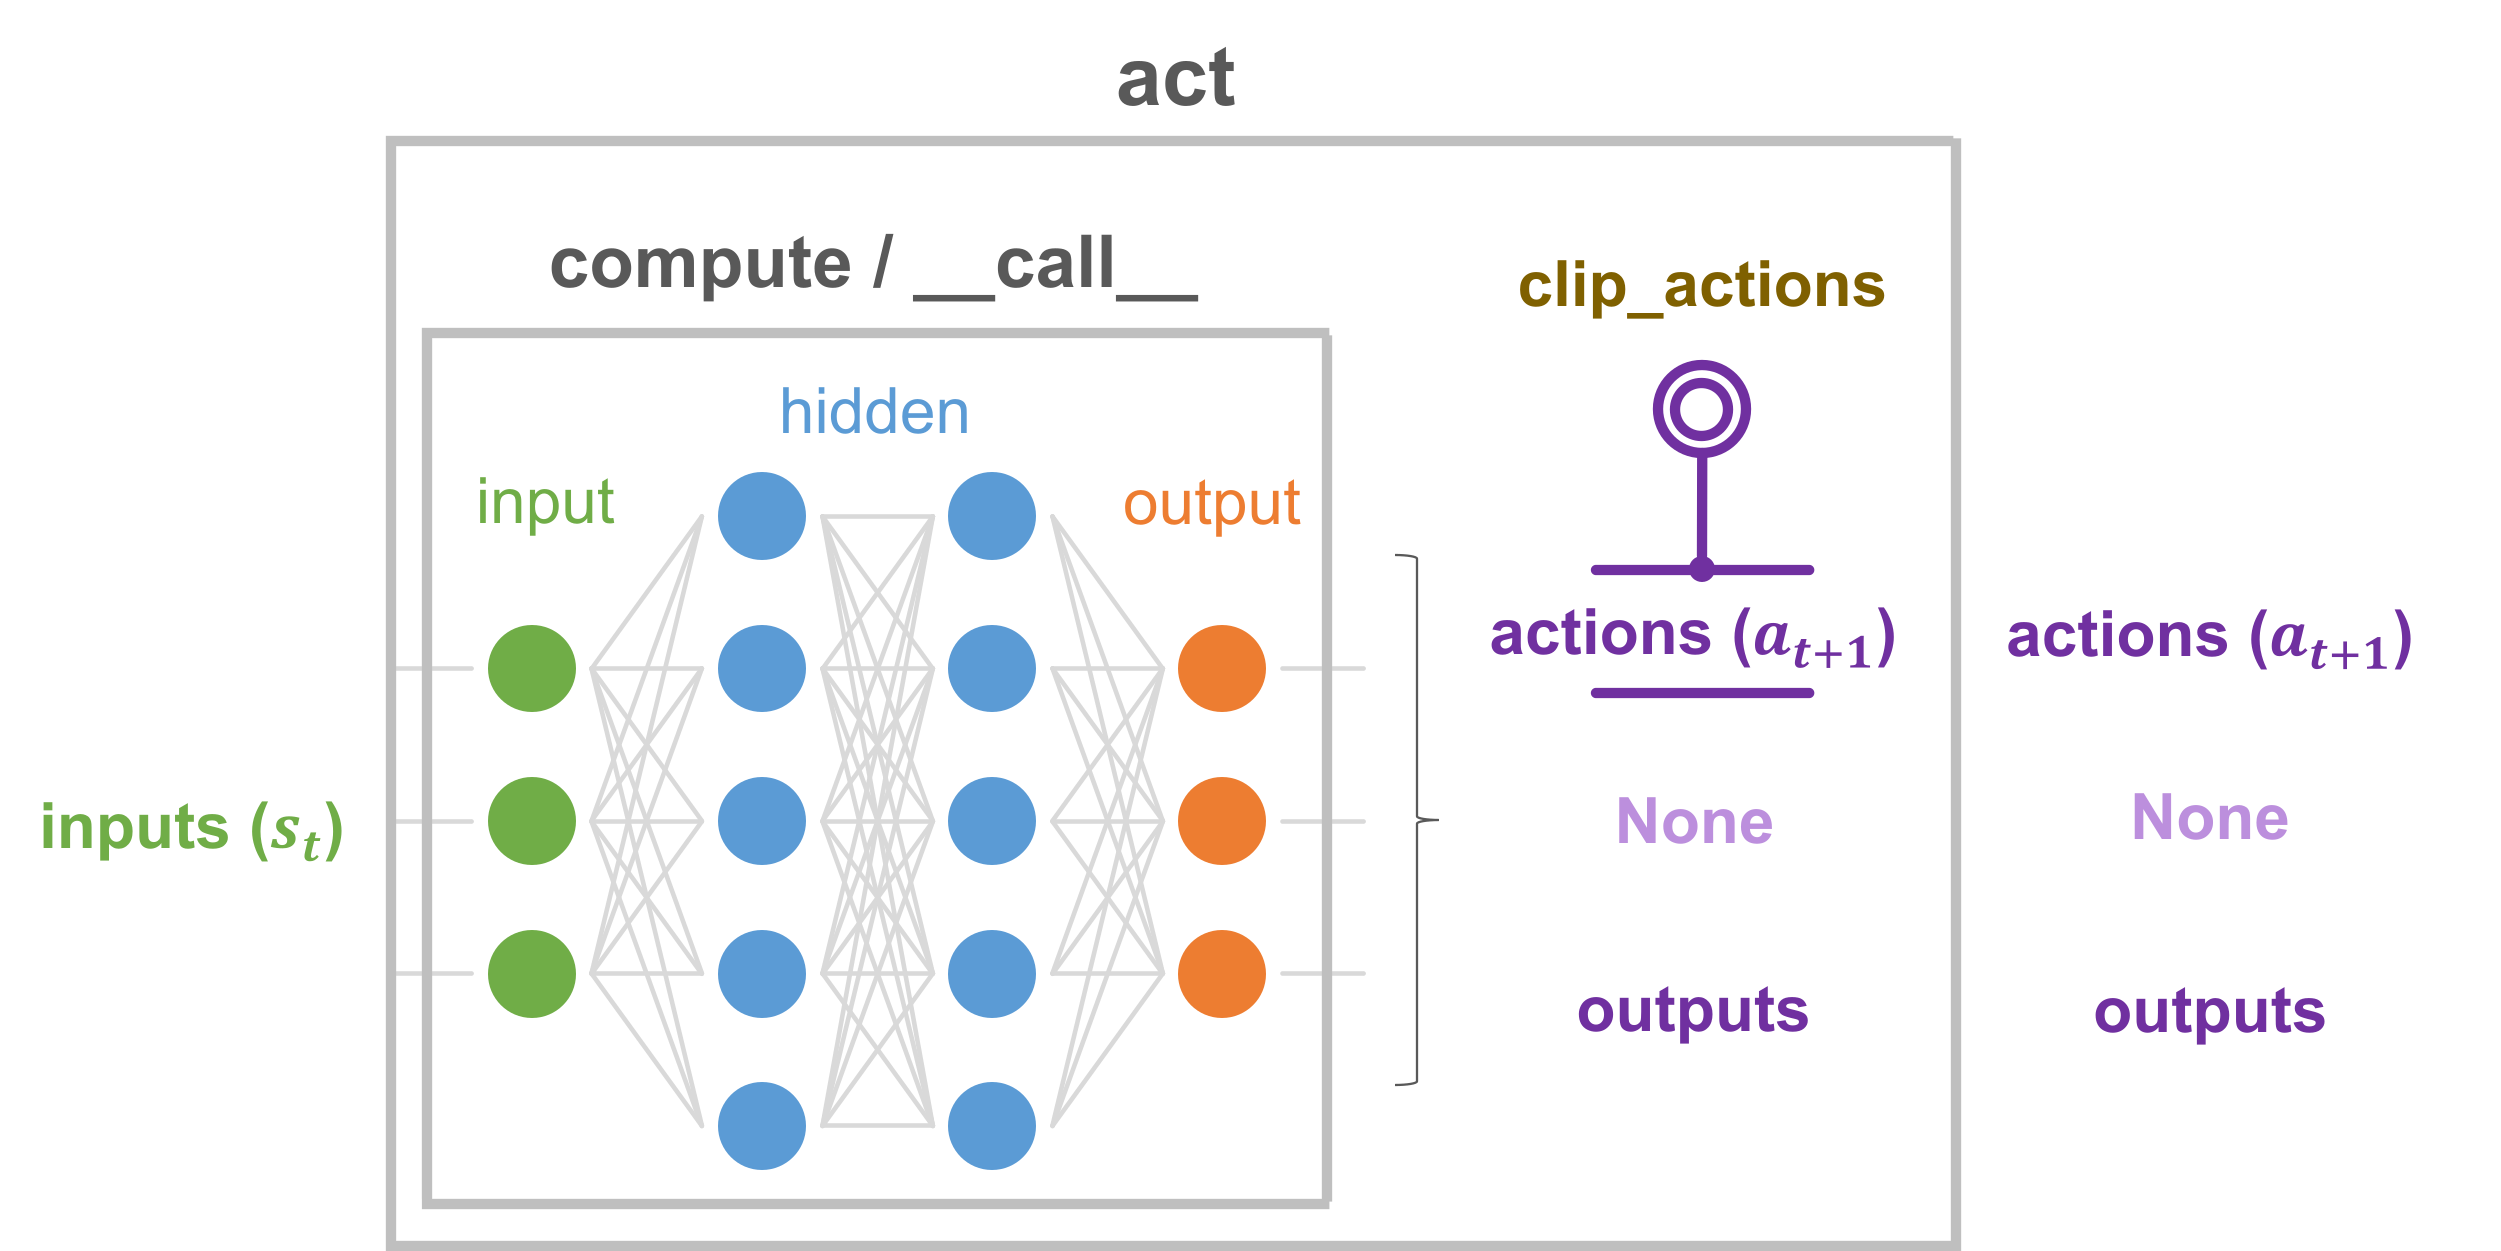 act
compute / __call__
clip_actions
hidden
input
output
actions (a_{t+1})
actions (a_{t+1})
inputs (s_t)
None
None
outputs
outputs